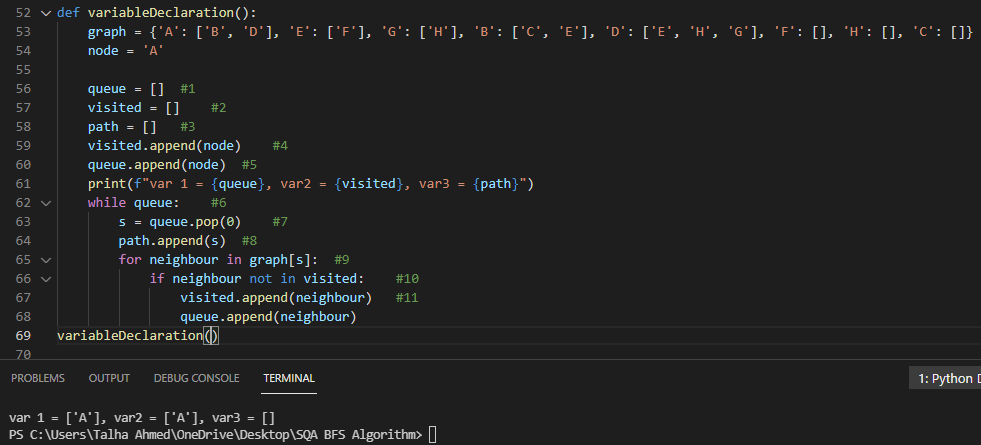 52 def variableDeclaration():
53     graph = {'A': ['B', 'D'], 'E': ['F'], 'G': ['H'], 'B': ['C', 'E'], 'D': ['E', 'H', 'G'], 'F': [], 'H': [], 'C': []}
54     node = 'A'
55
56     queue = []  #1
57     visited = []    #2
58     path = []   #3
59     visited.append(node)    #4
60     queue.append(node)  #5
61     print(f"var 1 = {queue}, var2 = {visited}, var3 = {path}")
62     while queue:    #6
63         s = queue.pop(0)    #7
64         path.append(s)  #8
65         for neighbour in graph[s]:  #9
66             if neighbour not in visited:    #10
67                 visited.append(neighbour)   #11
68                 queue.append(neighbour)
69 variableDeclaration()
70
PROBLEMS OUTPUT DEBUG CONSOLE TERMINAL 1: Python D
var 1 = ['A'], var2 = ['A'], var3 = []
PS C:\Users\Talha Ahmed\OneDrive\Desktop\SQA BFS Algorithm>